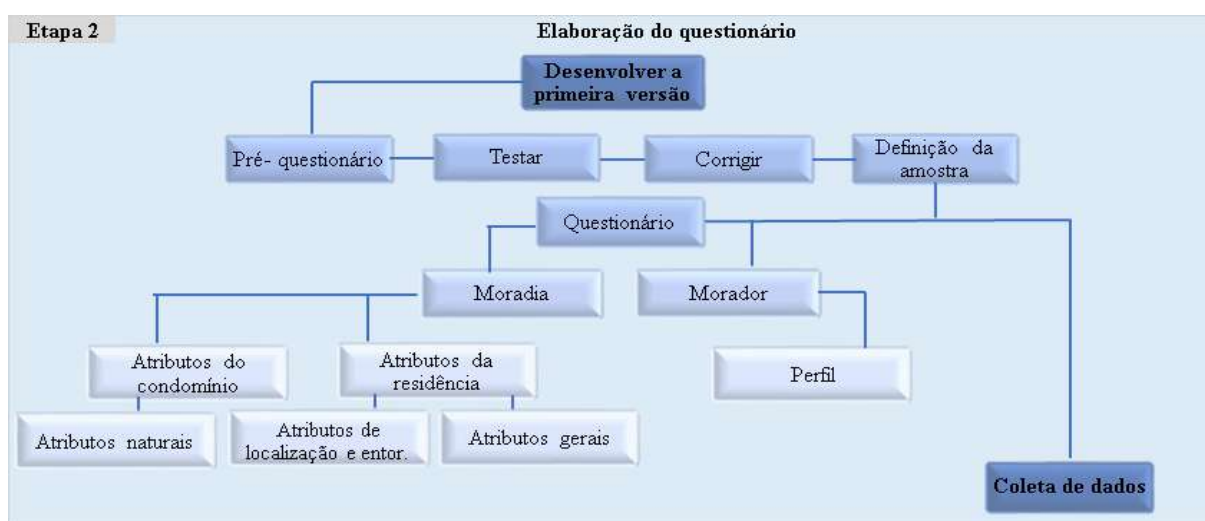 Etapa 2
Elaboração do questionário
Desenvolver a
primeira versão
Pré- questionário
Testar
Corrigir
Definição da
amostra
Questionário
Moradia
Morador
Atributos do
condomínio
Atributos da
residência
Perfil
Atributos naturais
Atributos de
localização e entor.
Atributos gerais
Coleta de dados